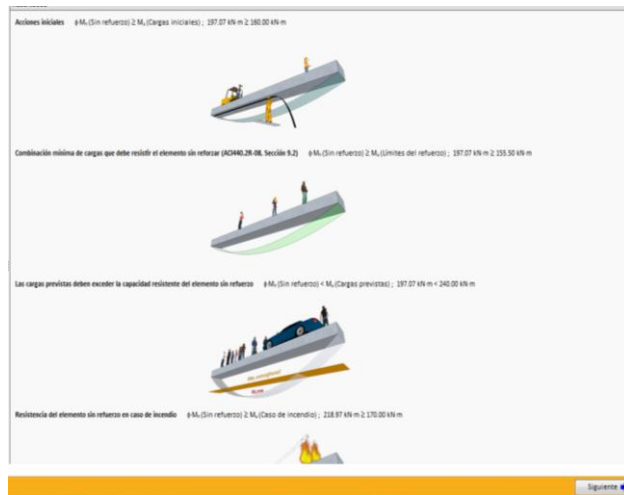 Acciones iniciales ϕ Mₙ (Sin refuerzo) ≥ Mᵤ (Cargas iniciales) ; 197.07 kN·m ≥ 160.00 kN·m
Combinación mínima de cargas que debe resistir el elemento sin reforzar (ACI440.2R-08, Sección 9.2) ϕ Mₙ (Sin refuerzo) ≥ Mᵤ (Límites del refuerzo) ; 197.07 kN·m ≥ 155.50 kN·m
Las cargas previstas deben exceder la capacidad resistente del elemento sin refuerzo ϕ Mₙ (Sin refuerzo) < Mᵤ (Cargas previstas) ; 197.07 kN·m < 240.00 kN·m
Resistencia del elemento sin refuerzo en caso de incendio ϕ Mₙ (Sin refuerzo) ≥ Mᵤ (Caso de incendio) ; 218.97 kN·m ≥ 170.00 kN·m
Siguiente